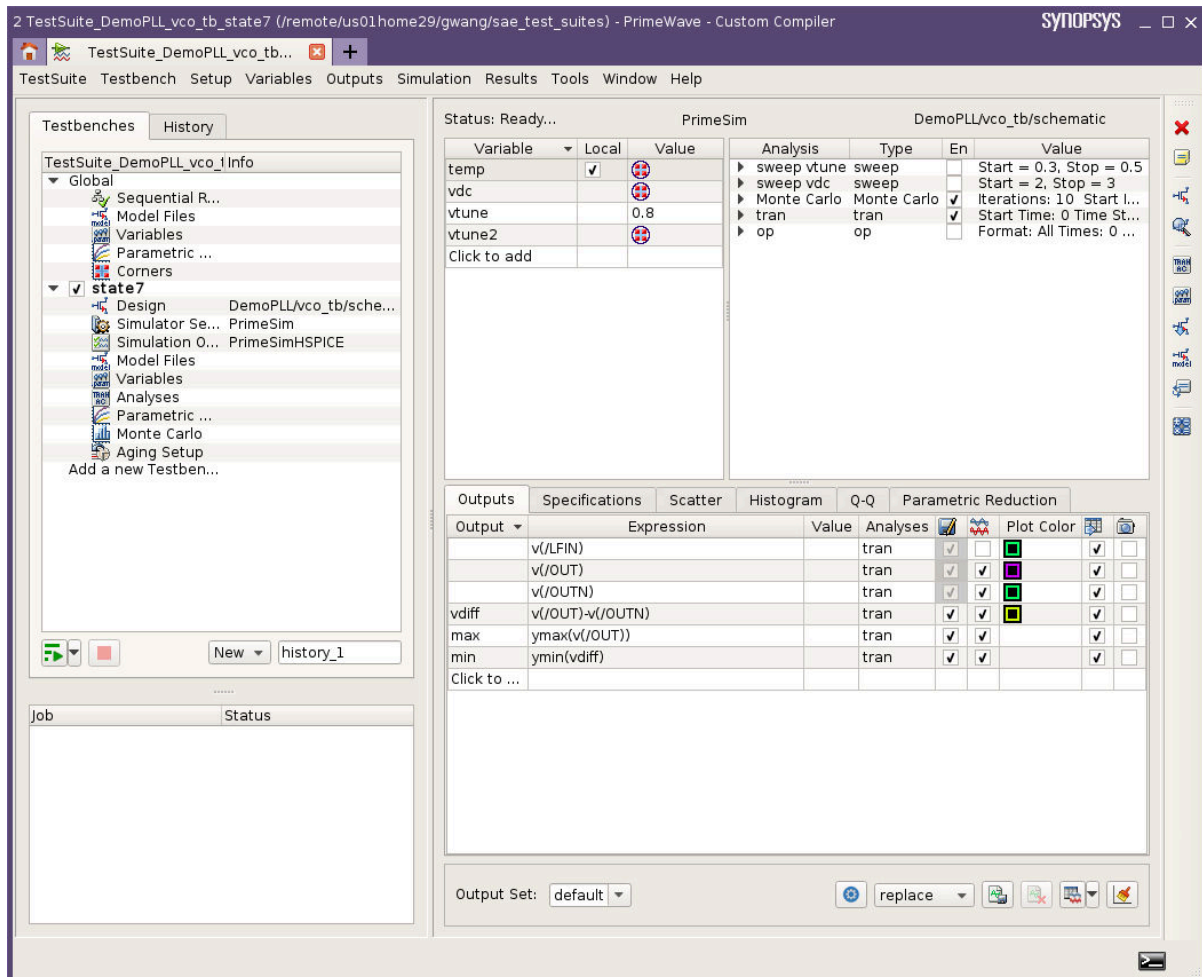 2 TestSuite_DemoPLL_vco_tb_state7 (/remote/us01home29/gwang/sae_test_suites) - PrimeWave - Custom Compiler
SYNOPSYS
TestSuite_DemoPLL_vco_tb...
TestSuite Testbench Setup Variables Outputs Simulation Results Tools Window Help
Testbenches History
TestSuite_DemoPLL_vco_t Info
Global
Sequential R...
Model Files
Variables
Parametric ...
Corners
state7
Design DemoPLL/vco_tb/sche...
Simulator Se... PrimeSim
Simulation O... PrimeSimHSPICE
Model Files
Variables
Analyses
Parametric ...
Monte Carlo
Aging Setup
Add a new Testben...
New history_1
Job Status
Status: Ready... PrimeSim DemoPLL/vco_tb/schematic
Variable Local Value
temp
vdc
vtune 0.8
vtune2
Click to add
Analysis Type En Value
sweep vtune sweep Start = 0.3, Stop = 0.5
sweep vdc sweep Start = 2, Stop = 3
Monte Carlo Monte Carlo Iterations: 10 Start I...
tran tran Start Time: 0 Time St...
op op Format: All Times: 0 ...
Outputs Specifications Scatter Histogram Q-Q Parametric Reduction
Output Expression Value Analyses Plot Color
v(/LFIN) tran
v(/OUT) tran
v(/OUTN) tran
vdiff v(/OUT)-v(/OUTN) tran
max ymax(v(/OUT)) tran
min ymin(vdiff) tran
Click to ...
Output Set: default replace
TRAN
AC
param
model